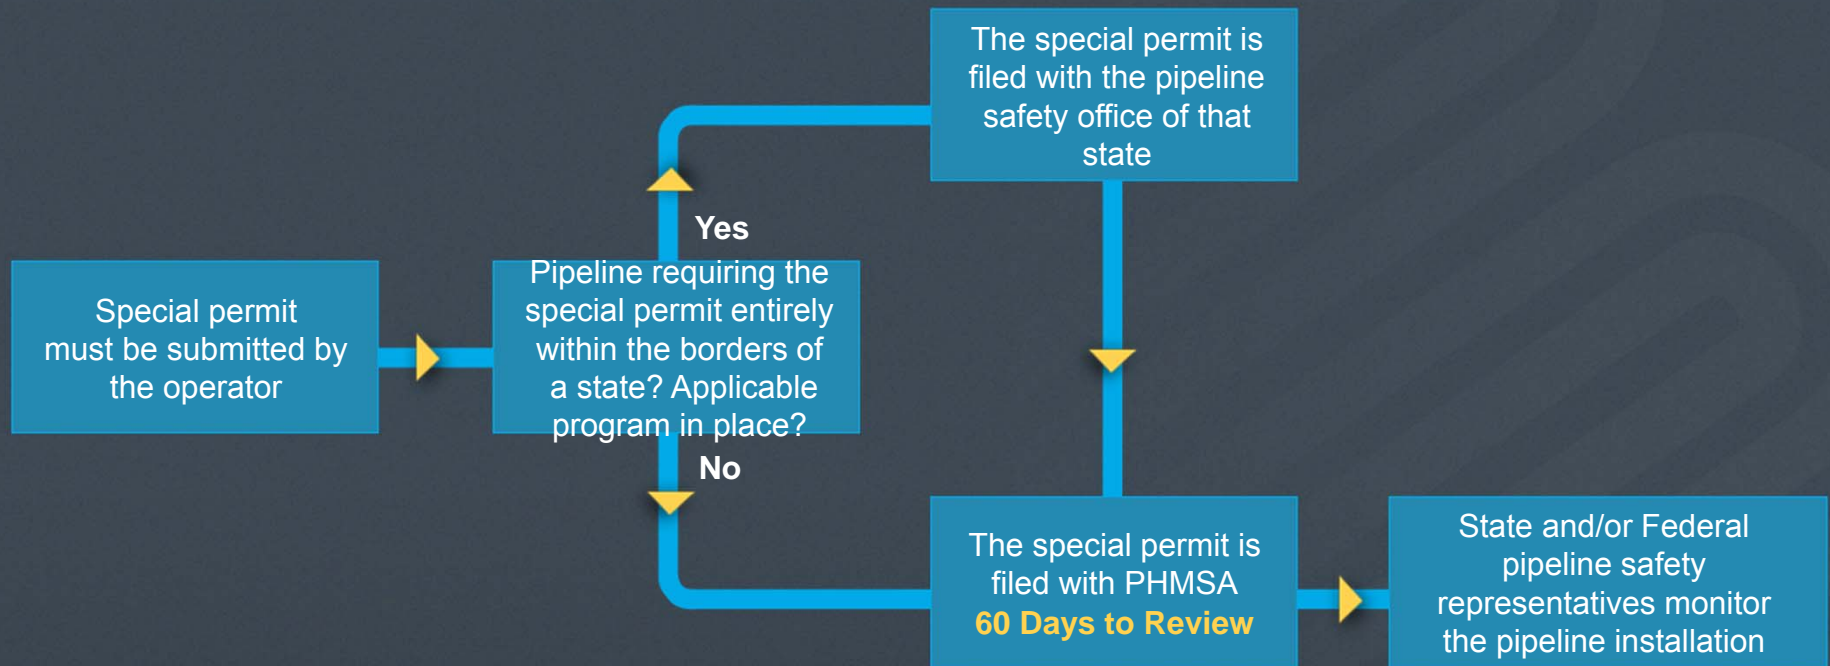 Special permit
must be submitted by
the operator
Yes
Pipeline requiring the
special permit entirely
within the borders of
a state? Applicable
program in place?
No
The special permit is
filed with the pipeline
safety office of that
state
The special permit is
filed with PHMSA
60 Days to Review
State and/or Federal
pipeline safety
representatives monitor
the pipeline installation